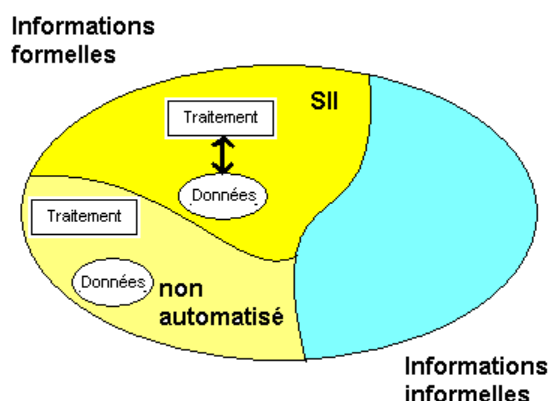 Informations
formelles
SII
Traitement
Données
Traitement
Données
non
automatisé
Informations
informelles